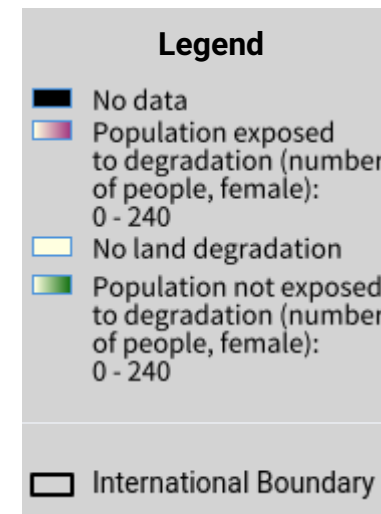 Legend
No data
Population exposed
to degradation (number
of people, female):
0 - 240
No land degradation
Population not exposed
to degradation (number
of people, female):
0 - 240
International Boundary